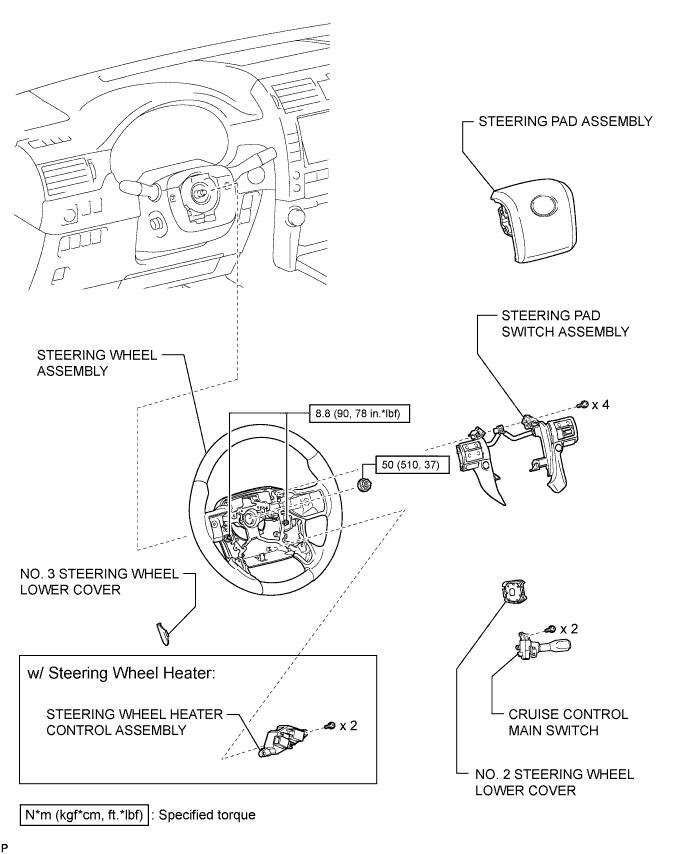 STEERING PAD ASSEMBLY
STEERING PAD
SWITCH ASSEMBLY
STEERING WHEEL
ASSEMBLY
8.8 (90, 78 in.*lbf)
x 4
50 (510, 37)
NO. 3 STEERING WHEEL
LOWER COVER
x 2
w/ Steering Wheel Heater:
STEERING WHEEL HEATER
CONTROL ASSEMBLY
x 2
CRUISE CONTROL
MAIN SWITCH
NO. 2 STEERING WHEEL
LOWER COVER
N*m (kgf*cm, ft.*lbf) : Specified torque
P